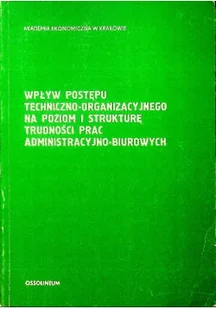 AKADEMIA EKONOMICZNA W KRAKOWIE
WPŁYW POSTĘPU
TECHNICZNO-ORGANIZACYJNEGO
NA POZIOM I STRUKTURĘ
TRUDNOŚCI PRAC
ADMINISTRACYJNO-BIUROWYCH
OSSOLINEUM